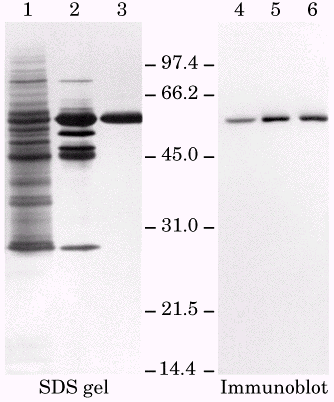 1 2 3 4 5 6
– 97.4 –
– 66.2 –
– 45.0 –
– 31.0 –
– 21.5 –
– 14.4 –
SDS gel Immunoblot